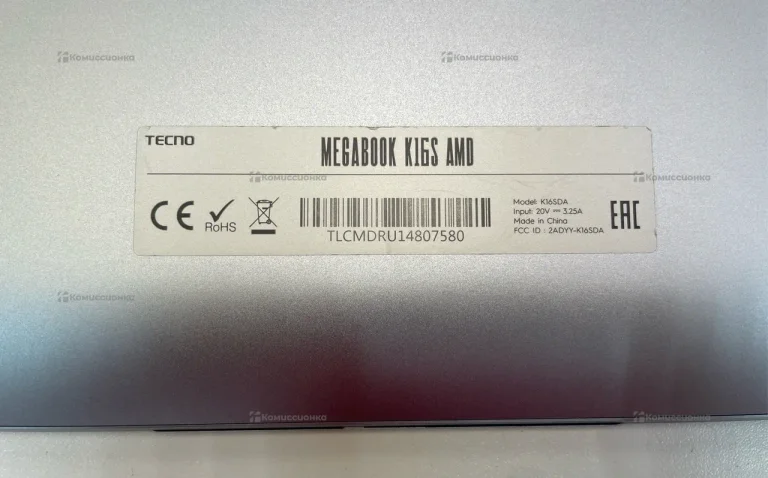 Комиссионка
Комиссионка
TECNO
MEGABOOK K16S AMD
Комиссионка
Комиссионка
CE
RoHS
TLCMDRU14807580
Model: K16SDA
Input: 20V ⎓ 3.25A
Made in China
FCC ID : 2ADYY-K16SDA
EAC
Комиссионка
Комиссионка
Комиссионка